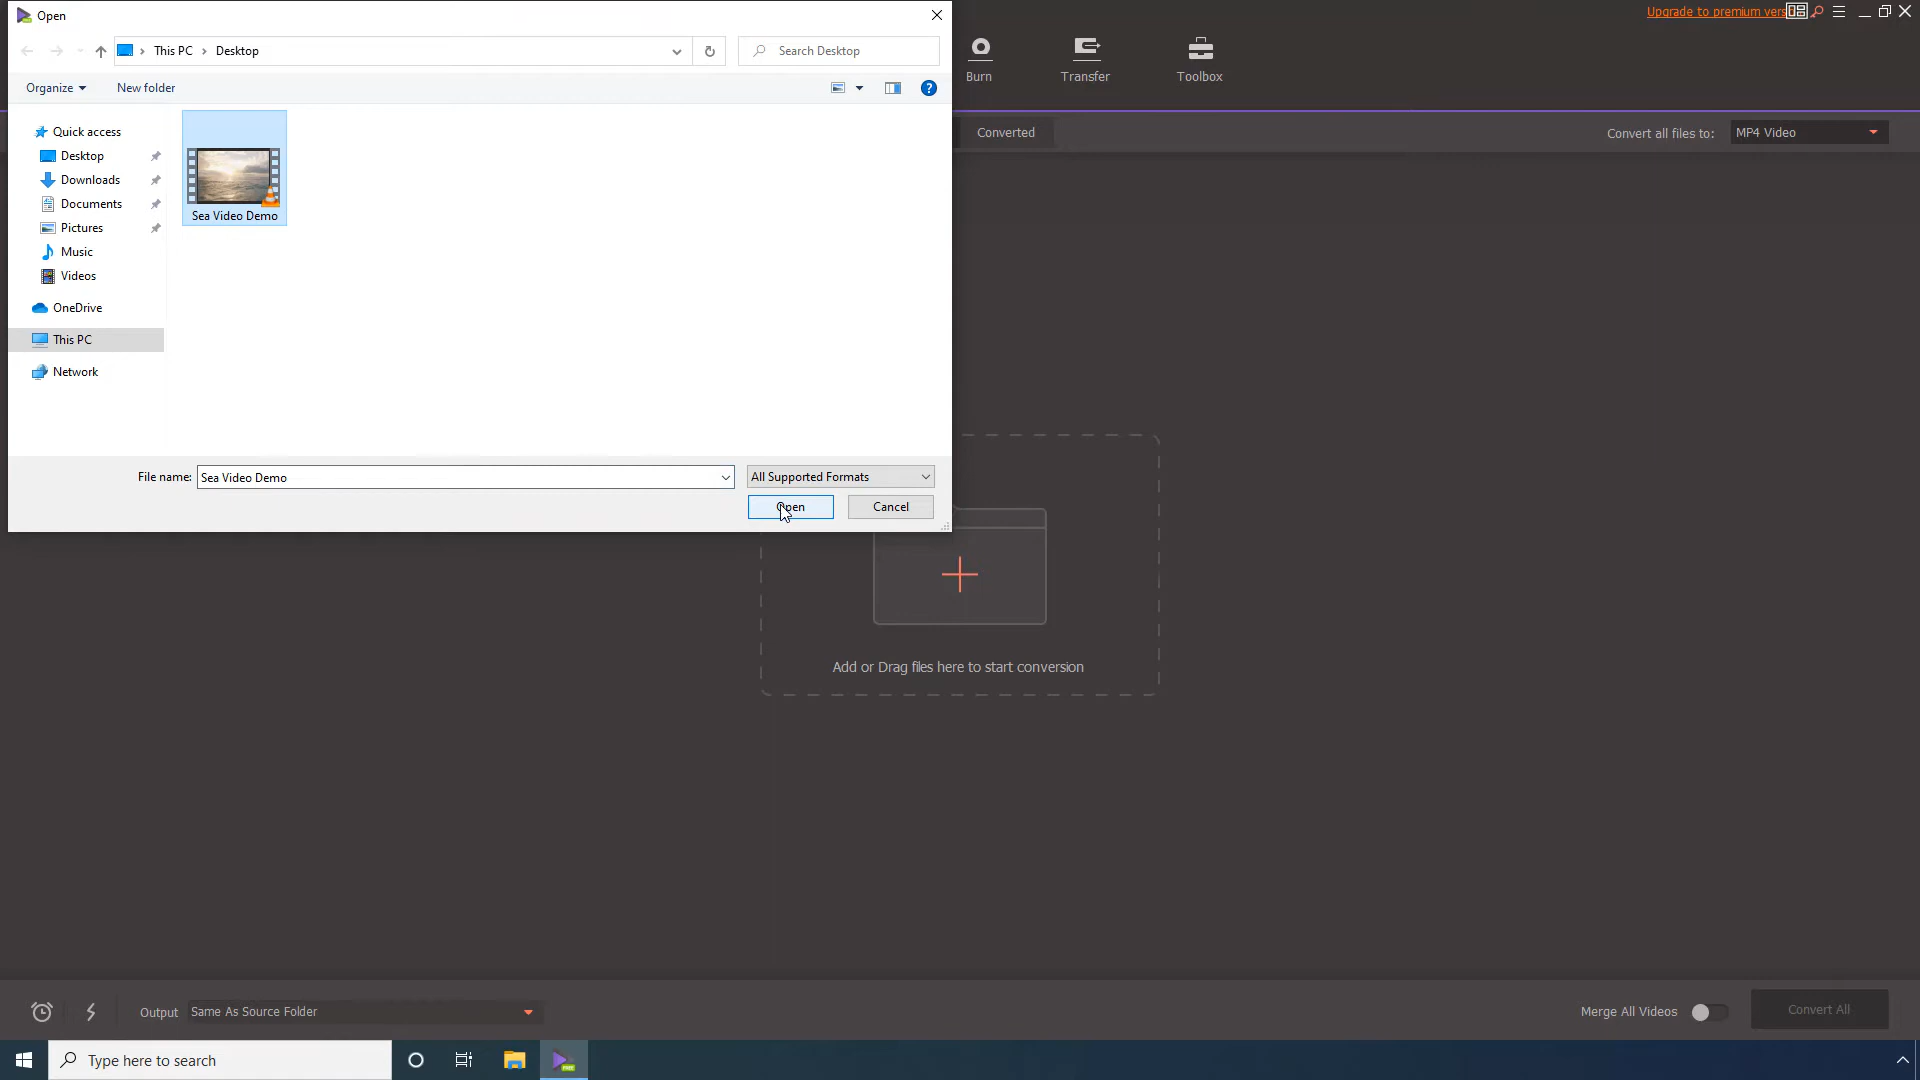 Open
Upgrade to premium vers
This PC
Desktop
Search Desktop
Burn
Transfer
Toolbox
Organize
New folder
Converted
Convert all files to:
MP4 Video
Quick access
Desktop
Downloads
Documents
Pictures
Music
Videos
OneDrive
This PC
Network
Sea Video Demo
File name:
Sea Video Demo
All Supported Formats
Open
Cancel
Add or Drag files here to start conversion
Output
Same As Source Folder
Merge All Videos
Convert All
Type here to search
FREE